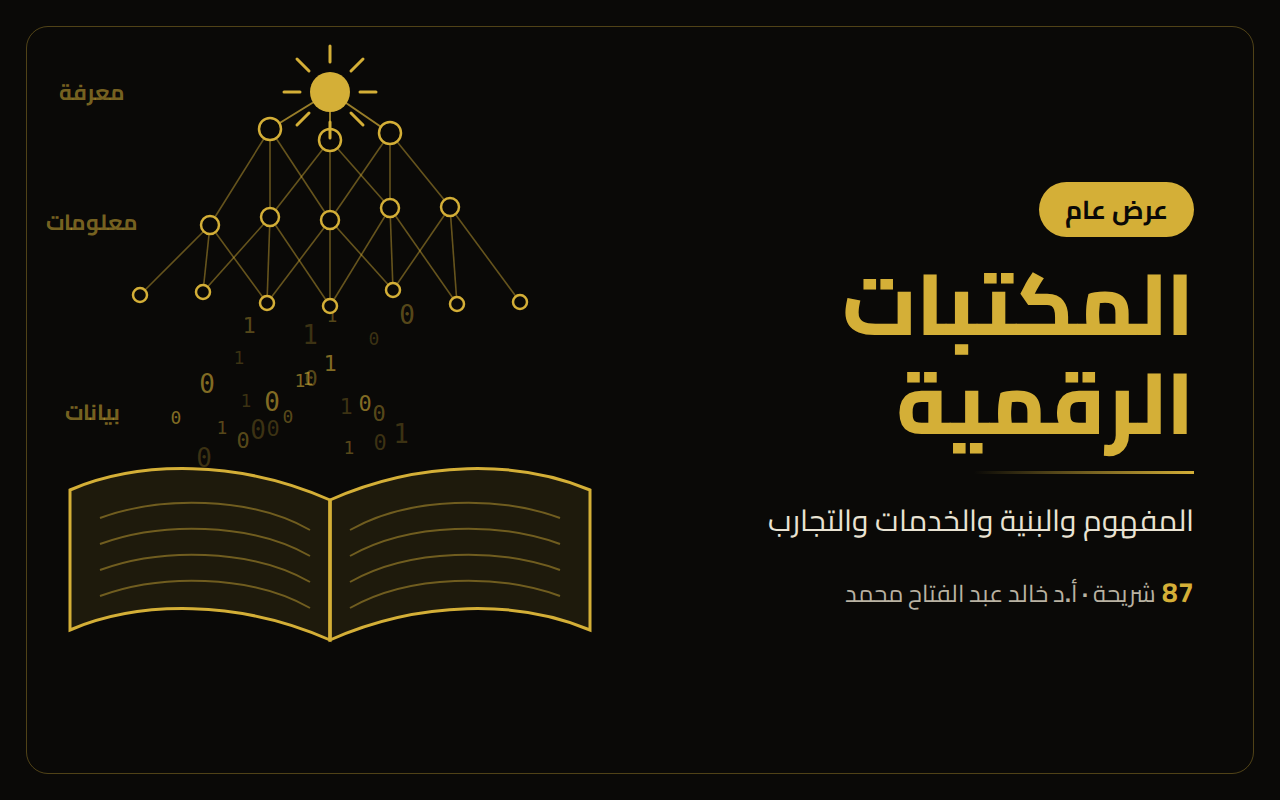 عرض عام
المكتبات
الرقمية
المفهوم والبنية والخدمات والتجارب
87 شريحة · أ.د خالد عبد الفتاح محمد
معرفة
معلومات
بيانات